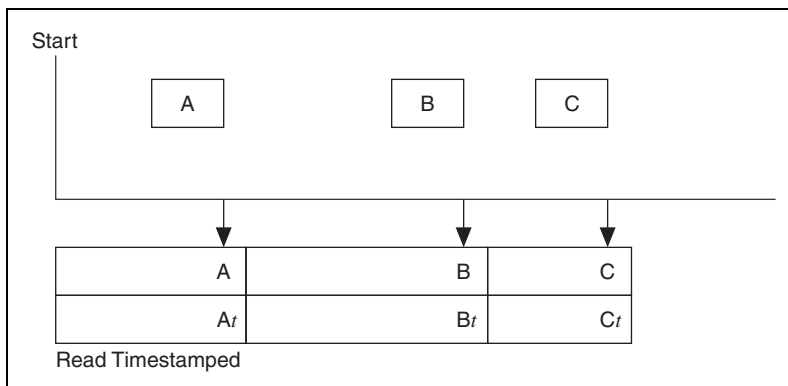 Start
A B C
A B C
At Bt Ct
Read Timestamped